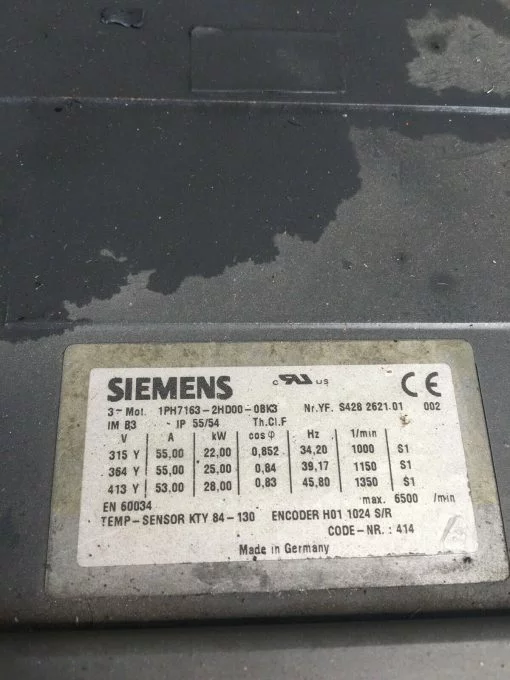 SIEMENS
c RU US
CE
3~Mot. 1PH7163-2HD00-0BK3 Nr.YF. S428 2621.01 002
IM B3 IP 55/54 Th.Cl.F
V A kW cos φ Hz 1/min
315 Y 55,00 22,00 0,852 34,20 1000 S1
364 Y 55,00 25,00 0,84 39,17 1150 S1
413 Y 53,00 28,00 0,83 45,80 1350 S1
EN 60034 max. 6500 /min
TEMP-SENSOR KTY 84-130 ENCODER H01 1024 S/R
CODE-NR.: 414
Made in Germany